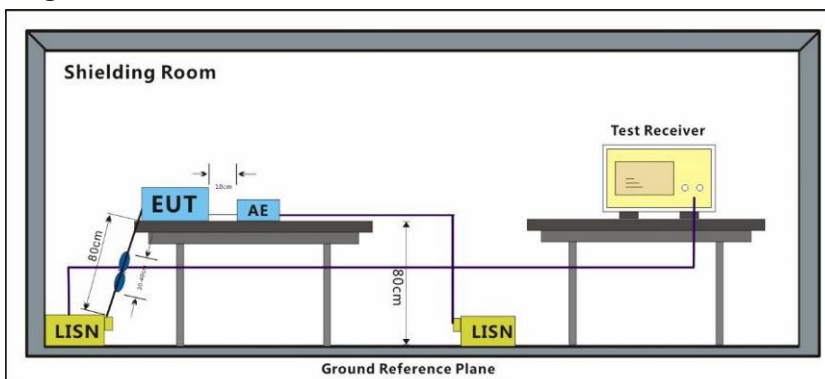 Shielding Room
Test Receiver
10cm
EUT
AE
80cm
80cm
LISN
LISN
Ground Reference Plane